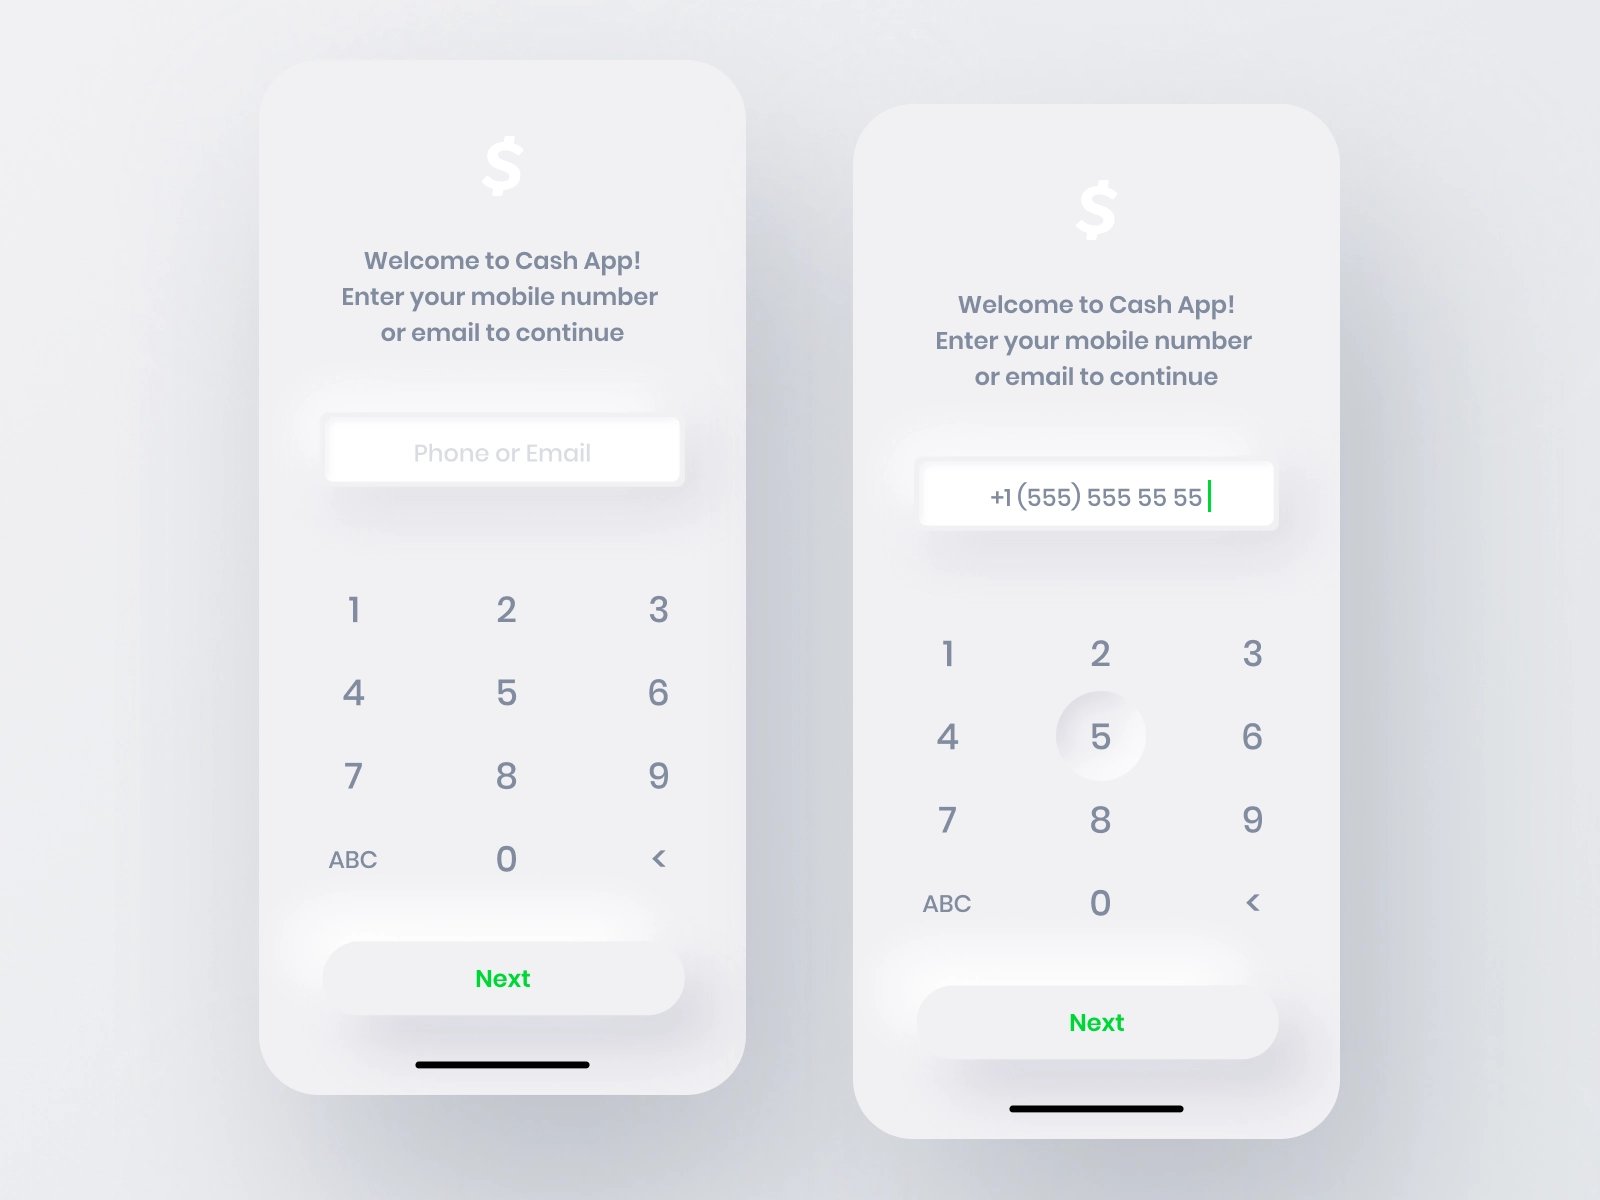 $
Welcome to Cash App!
Enter your mobile number
or email to continue
Phone or Email
1 2 3
4 5 6
7 8 9
ABC 0 <
Next
$
Welcome to Cash App!
Enter your mobile number
or email to continue
+1 (555) 555 55 55
1 2 3
4 5 6
7 8 9
ABC 0 <
Next